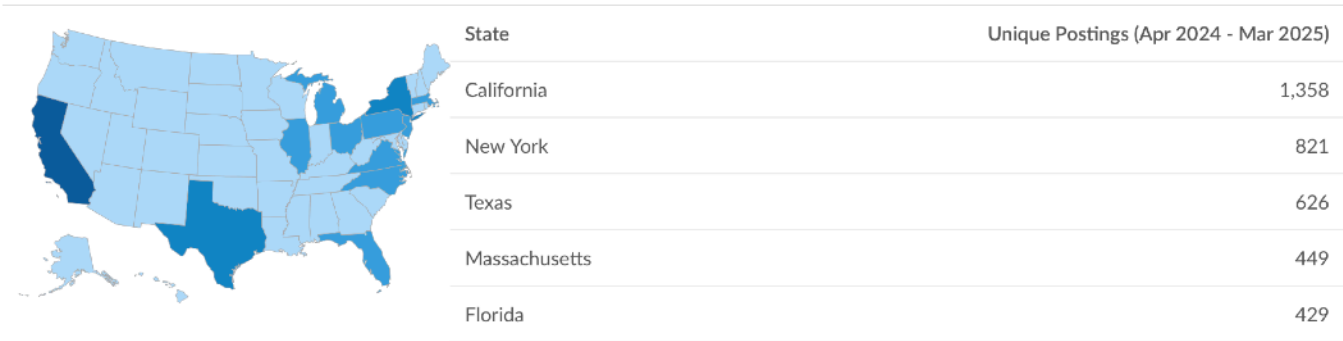 State Unique Postings (Apr 2024 - Mar 2025)
California 1,358
New York 821
Texas 626
Massachusetts 449
Florida 429